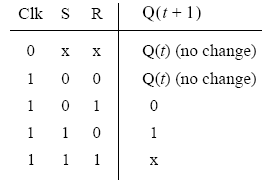 Clk S R Q(t + 1)
0 x x Q(t) (no change)
1 0 0 Q(t) (no change)
1 0 1 0
1 1 0 1
1 1 1 x